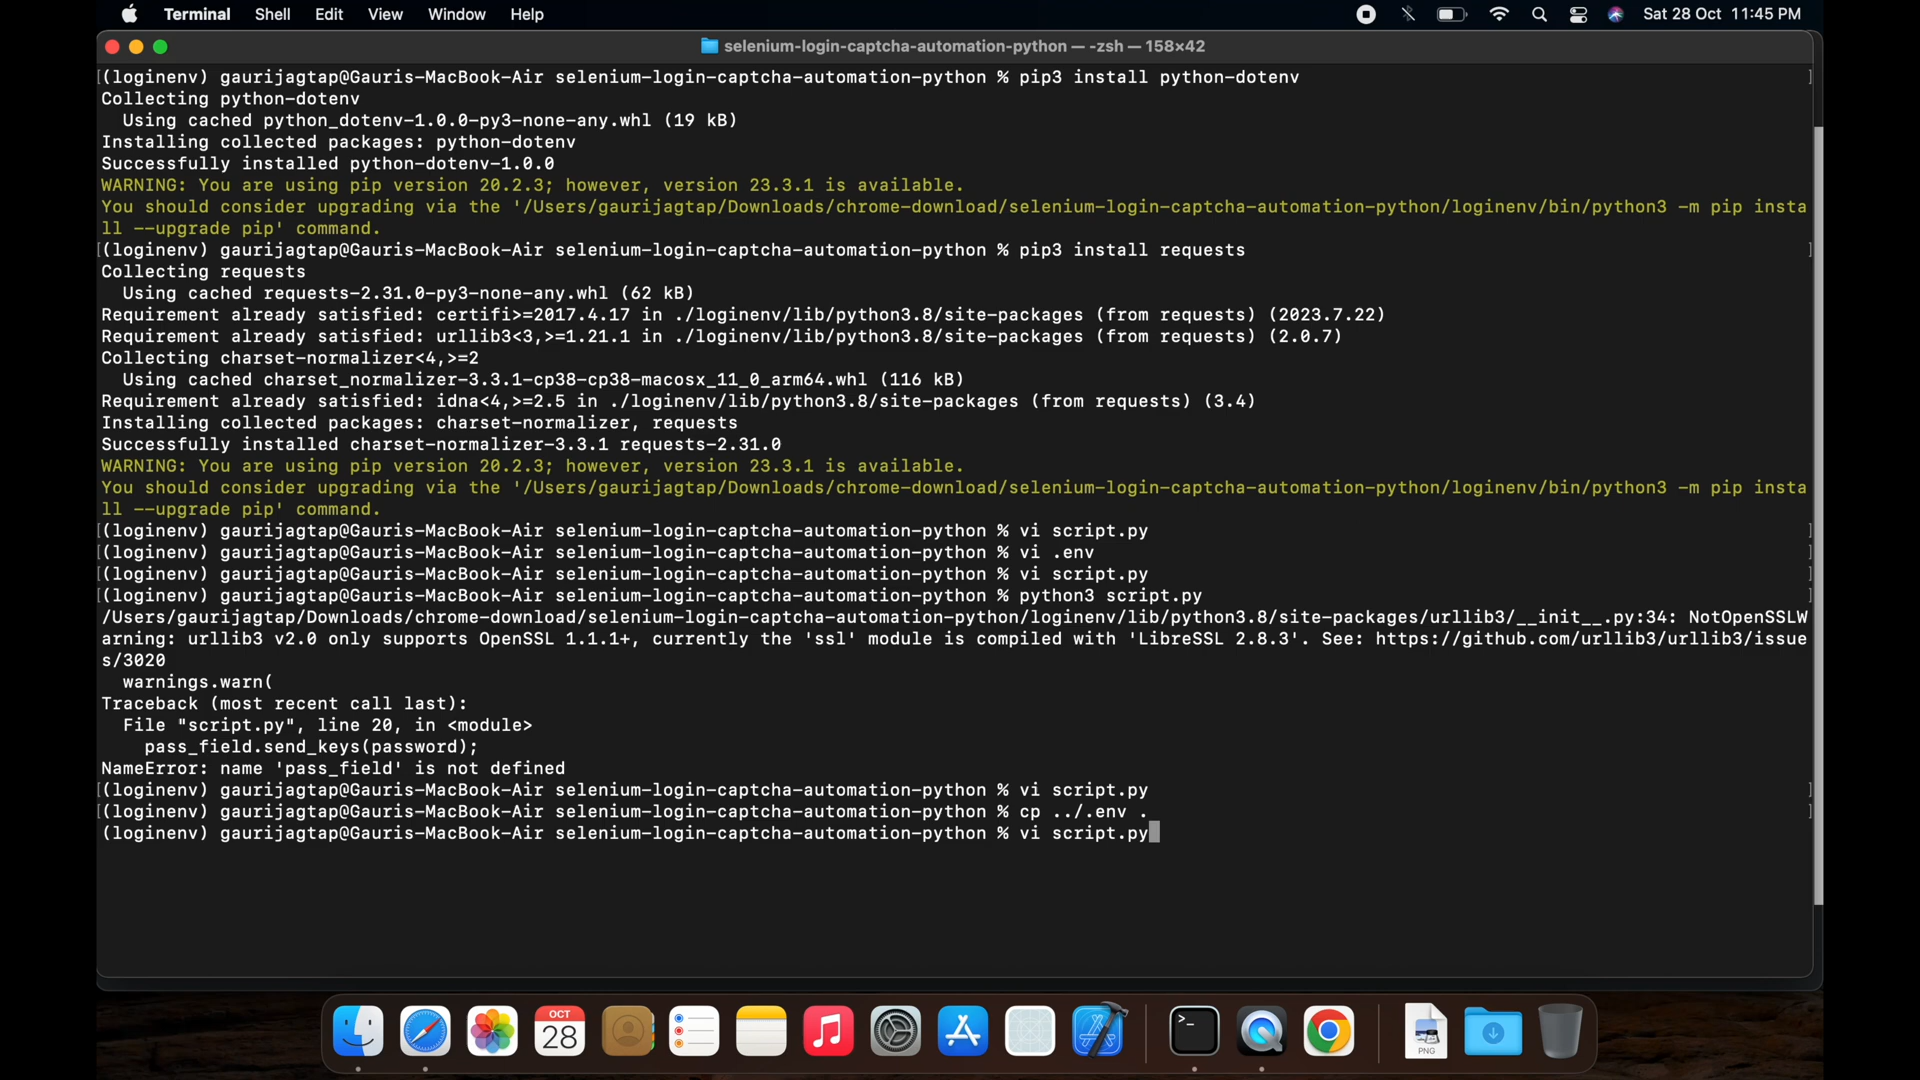 Terminal Shell Edit View Window Help Sat 28 Oct 11:45 PM
selenium-login-captcha-automation-python — -zsh — 158×42
[(loginenv) gaurijagtap@Gauris-MacBook-Air selenium-login-captcha-automation-python % pip3 install python-dotenv ]
Collecting python-dotenv
  Using cached python_dotenv-1.0.0-py3-none-any.whl (19 kB)
Installing collected packages: python-dotenv
Successfully installed python-dotenv-1.0.0
WARNING: You are using pip version 20.2.3; however, version 23.3.1 is available.
You should consider upgrading via the '/Users/gaurijagtap/Downloads/chrome-download/selenium-login-captcha-automation-python/loginenv/bin/python3 -m pip insta
ll --upgrade pip' command.
[(loginenv) gaurijagtap@Gauris-MacBook-Air selenium-login-captcha-automation-python % pip3 install requests ]
Collecting requests
  Using cached requests-2.31.0-py3-none-any.whl (62 kB)
Requirement already satisfied: certifi>=2017.4.17 in ./loginenv/lib/python3.8/site-packages (from requests) (2023.7.22)
Requirement already satisfied: urllib3<3,>=1.21.1 in ./loginenv/lib/python3.8/site-packages (from requests) (2.0.7)
Collecting charset-normalizer<4,>=2
  Using cached charset_normalizer-3.3.1-cp38-cp38-macosx_11_0_arm64.whl (116 kB)
Requirement already satisfied: idna<4,>=2.5 in ./loginenv/lib/python3.8/site-packages (from requests) (3.4)
Installing collected packages: charset-normalizer, requests
Successfully installed charset-normalizer-3.3.1 requests-2.31.0
WARNING: You are using pip version 20.2.3; however, version 23.3.1 is available.
You should consider upgrading via the '/Users/gaurijagtap/Downloads/chrome-download/selenium-login-captcha-automation-python/loginenv/bin/python3 -m pip insta
ll --upgrade pip' command.
[(loginenv) gaurijagtap@Gauris-MacBook-Air selenium-login-captcha-automation-python % vi script.py ]
[(loginenv) gaurijagtap@Gauris-MacBook-Air selenium-login-captcha-automation-python % vi .env ]
[(loginenv) gaurijagtap@Gauris-MacBook-Air selenium-login-captcha-automation-python % vi script.py ]
[(loginenv) gaurijagtap@Gauris-MacBook-Air selenium-login-captcha-automation-python % python3 script.py ]
/Users/gaurijagtap/Downloads/chrome-download/selenium-login-captcha-automation-python/loginenv/lib/python3.8/site-packages/urllib3/__init__.py:34: NotOpenSSLW
arning: urllib3 v2.0 only supports OpenSSL 1.1.1+, currently the 'ssl' module is compiled with 'LibreSSL 2.8.3'. See: https://github.com/urllib3/urllib3/issue
s/3020
  warnings.warn(
Traceback (most recent call last):
  File "script.py", line 20, in <module>
    pass_field.send_keys(password);
NameError: name 'pass_field' is not defined
[(loginenv) gaurijagtap@Gauris-MacBook-Air selenium-login-captcha-automation-python % vi script.py ]
[(loginenv) gaurijagtap@Gauris-MacBook-Air selenium-login-captcha-automation-python % cp ../.env . ]
(loginenv) gaurijagtap@Gauris-MacBook-Air selenium-login-captcha-automation-python % vi script.py
OCT
28
>_
PNG